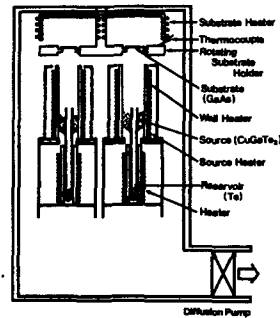 Substrate Heater
Thermocouple
Rotating
Substrate
Holder
Substrate
(GaAs)
Wall Heater
Source (CuGaTe₂)
Source Heater
Reservoir
(Te)
Heater
Diffusion Pump